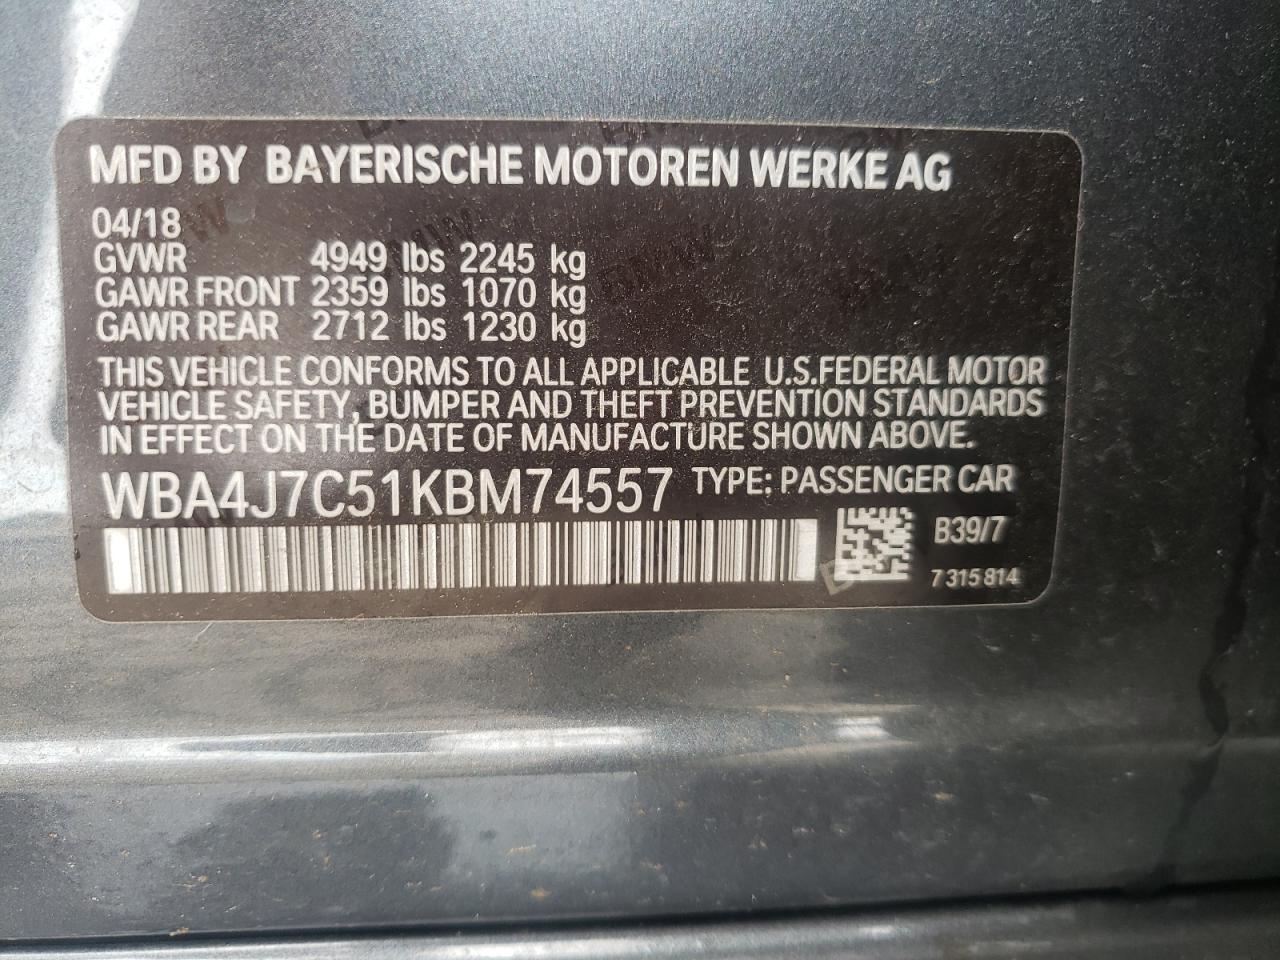 MFD BY BAYERISCHE MOTOREN WERKE AG
04/18
GVWR 4949 lbs 2245 kg
GAWR FRONT 2359 lbs 1070 kg
GAWR REAR 2712 lbs 1230 kg
THIS VEHICLE CONFORMS TO ALL APPLICABLE U.S.FEDERAL MOTOR
VEHICLE SAFETY, BUMPER AND THEFT PREVENTION STANDARDS
IN EFFECT ON THE DATE OF MANUFACTURE SHOWN ABOVE.
WBA4J7C51KBM74557 TYPE: PASSENGER CAR
B39/7
7 315 814